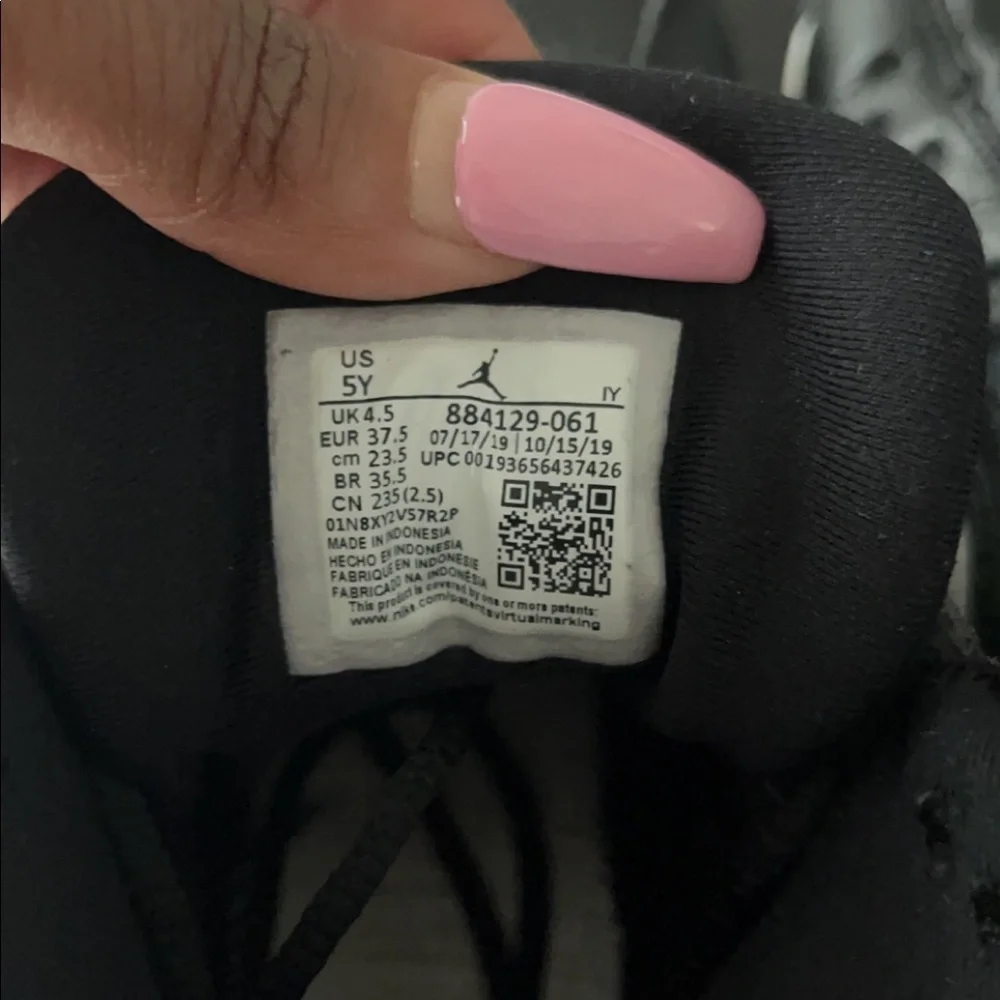 US
5Y
IY
UK 4.5
884129-061
EUR 37.5
07/17/19 | 10/15/19
cm 23.5
UPC 00193656437426
BR 35.5
CN 235(2.5)
01N8XY2VS7R2P
MADE IN INDONESIA
HECHO EN INDONESIA
FABRIQUE EN INDONESIE
FABRICADO NA INDONESIA
This product is covered by one or more patents:
www.nike.com/patentsvirtualmarking